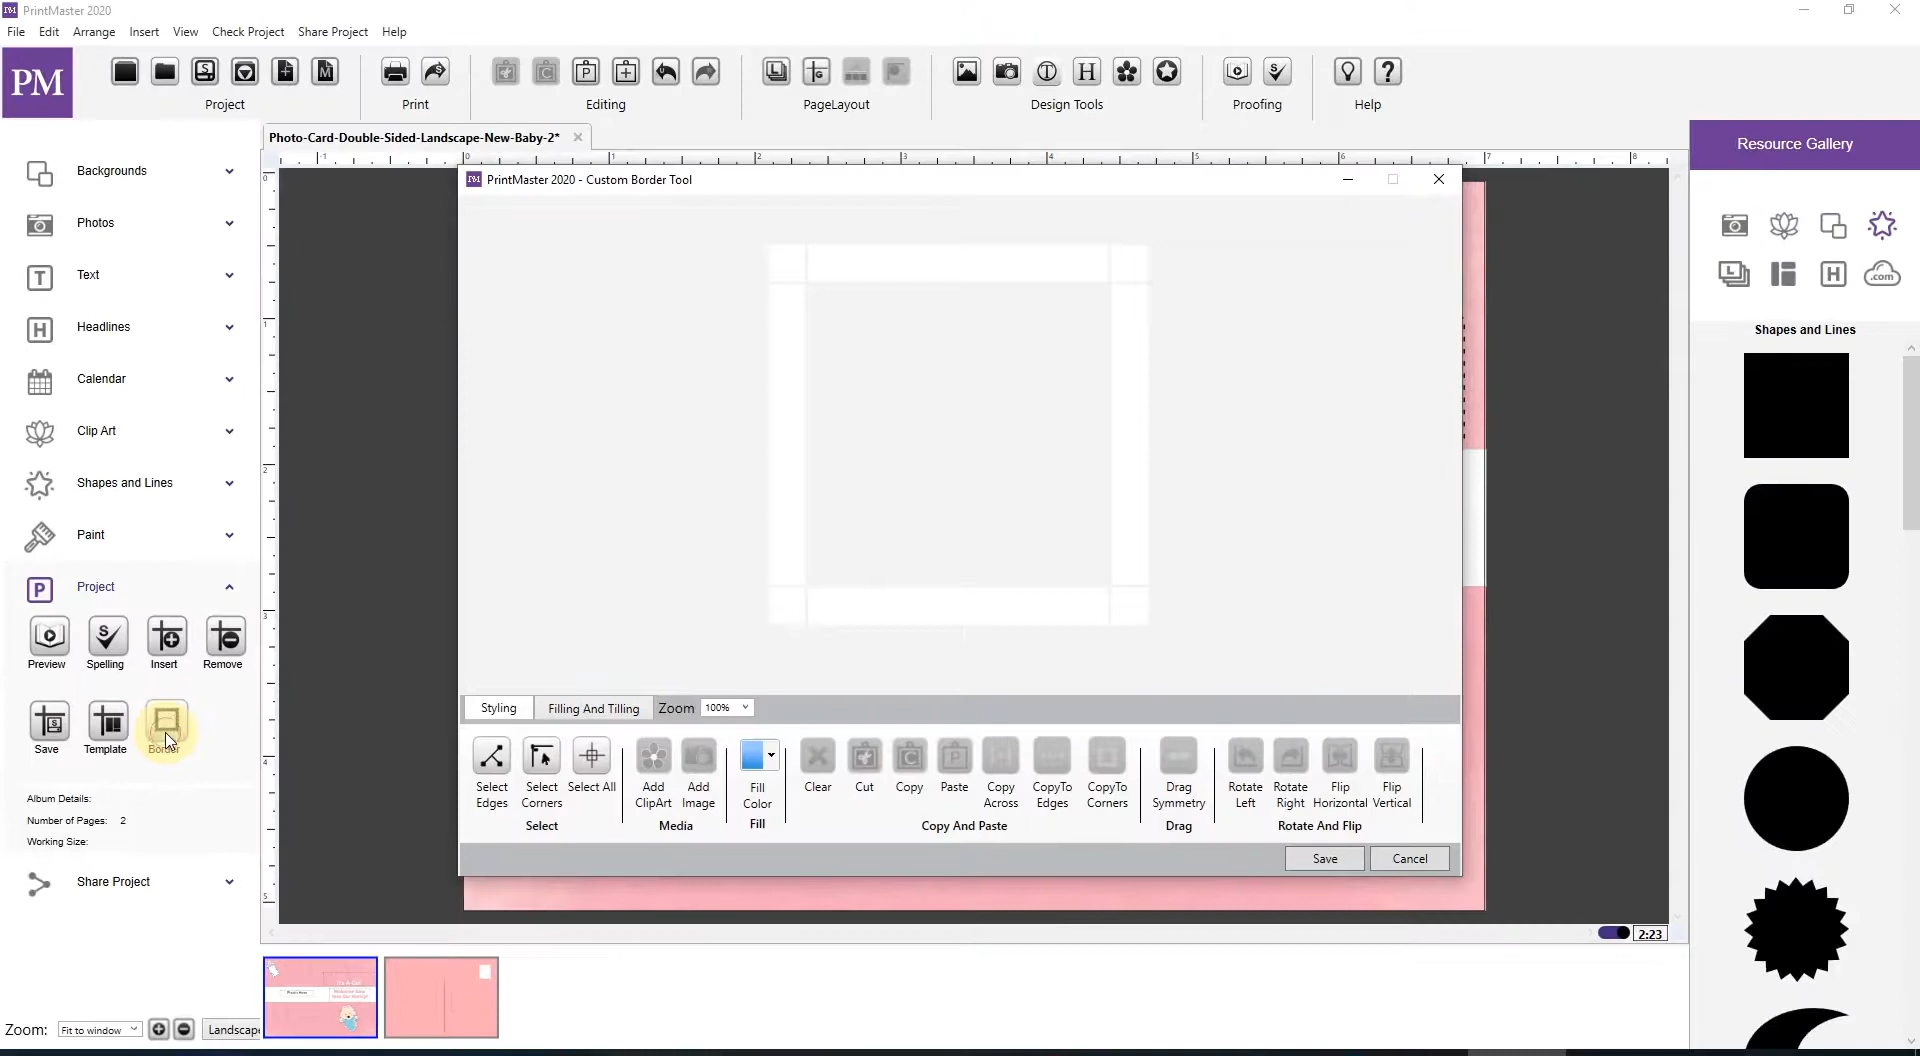 PrintMaster 2020
File Edit Arrange Insert View Check Project Share Project Help
PM
Project Print Editing PageLayout Design Tools Proofing Help
Photo-Card-Double-Sided-Landscape-New-Baby-2*
Resource Gallery
PrintMaster 2020 - Custom Border Tool
Backgrounds
Photos
Text
Headlines
Calendar
Clip Art
Shapes and Lines
Paint
Project
Preview Spelling Insert Remove
Save Template Border
Album Details:
Number of Pages: 2
Working Size:
Share Project
Zoom: Fit to window Landscape
Styling Filling And Tilling Zoom 100%
Select Edges
Select Corners
Select All
Select
Add ClipArt
Add Image
Media
Fill Color
Fill
Clear
Cut
Copy
Paste
Copy Across
CopyTo Edges
CopyTo Corners
Copy And Paste
Drag Symmetry
Drag
Rotate Left
Rotate Right
Flip Horizontal
Flip Vertical
Rotate And Flip
Save Cancel
2:23
.com
Shapes and Lines